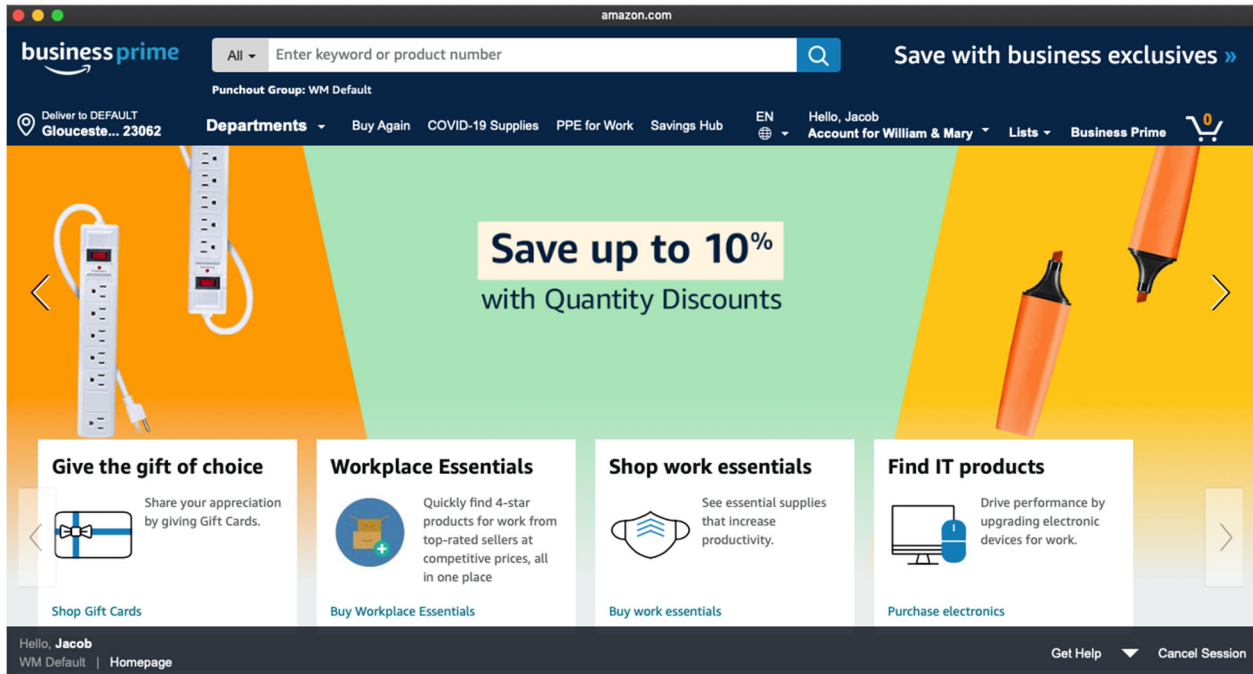 amazon.com
business prime
All
Enter keyword or product number
Save with business exclusives »
Punchout Group: WM Default
Deliver to DEFAULT
Glouceste... 23062
Departments
Buy Again
COVID-19 Supplies
PPE for Work
Savings Hub
EN
Hello, Jacob
Account for William & Mary
Lists
Business Prime
0
Save up to 10%
with Quantity Discounts
Give the gift of choice
Share your appreciation
by giving Gift Cards.
Shop Gift Cards
Workplace Essentials
Quickly find 4-star
products for work from
top-rated sellers at
competitive prices, all
in one place
Buy Workplace Essentials
Shop work essentials
See essential supplies
that increase
productivity.
Buy work essentials
Find IT products
Drive performance by
upgrading electronic
devices for work.
Purchase electronics
Hello, Jacob
WM Default | Homepage
Get Help
Cancel Session